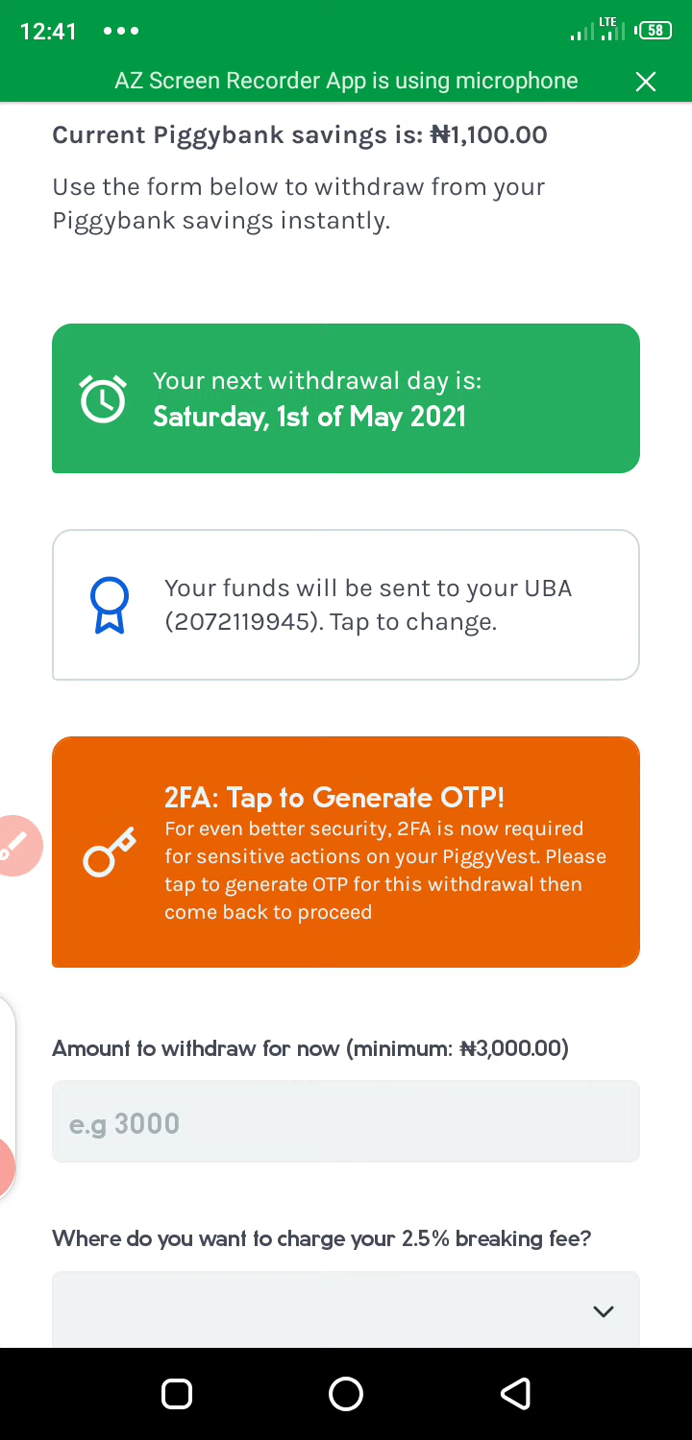 12:41
LTE
58
AZ Screen Recorder App is using microphone
Current Piggybank savings is: ₦1,100.00
Use the form below to withdraw from your
Piggybank savings instantly.
Your next withdrawal day is:
Saturday, 1st of May 2021
Your funds will be sent to your UBA
(2072119945). Tap to change.
2FA: Tap to Generate OTP!
For even better security, 2FA is now required
for sensitive actions on your PiggyVest. Please
tap to generate OTP for this withdrawal then
come back to proceed
Amount to withdraw for now (minimum: ₦3,000.00)
e.g 3000
Where do you want to charge your 2.5% breaking fee?